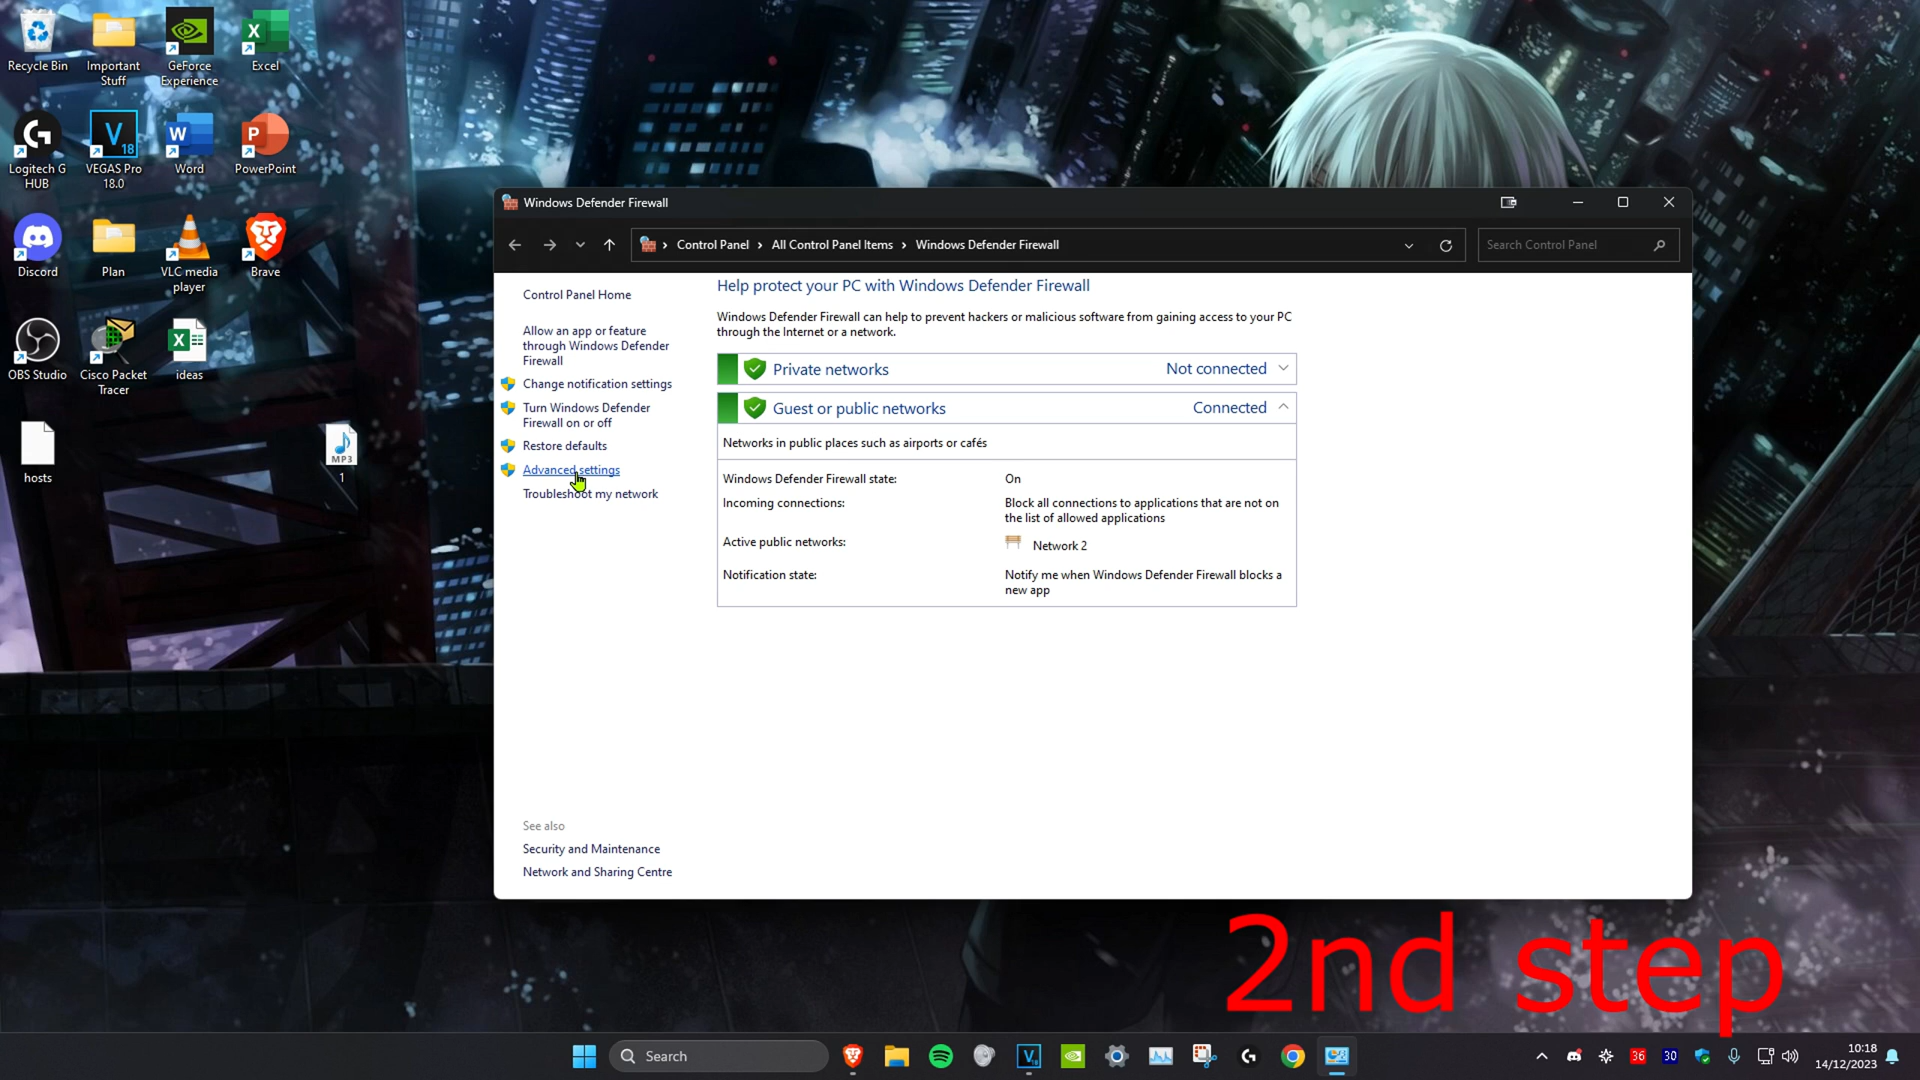 Recycle Bin
Important
Stuff
GeForce
Experience
Excel
Logitech G
HUB
VEGAS Pro
18.0
Word
PowerPoint
Discord
Plan
VLC media
player
Brave
OBS Studio
Cisco Packet
Tracer
ideas
hosts
MP3
1
Windows Defender Firewall
Control Panel › All Control Panel Items › Windows Defender Firewall
Search Control Panel
Control Panel Home
Allow an app or feature
through Windows Defender
Firewall
Change notification settings
Turn Windows Defender
Firewall on or off
Restore defaults
Advanced settings
Troubleshoot my network
See also
Security and Maintenance
Network and Sharing Centre
Help protect your PC with Windows Defender Firewall
Windows Defender Firewall can help to prevent hackers or malicious software from gaining access to your PC
through the Internet or a network.
Private networks Not connected
Guest or public networks Connected
Networks in public places such as airports or cafés
Windows Defender Firewall state: On
Incoming connections: Block all connections to applications that are not on
the list of allowed applications
Active public networks: Network 2
Notification state: Notify me when Windows Defender Firewall blocks a
new app
2nd step
Search
36
30
10:18
14/12/2023